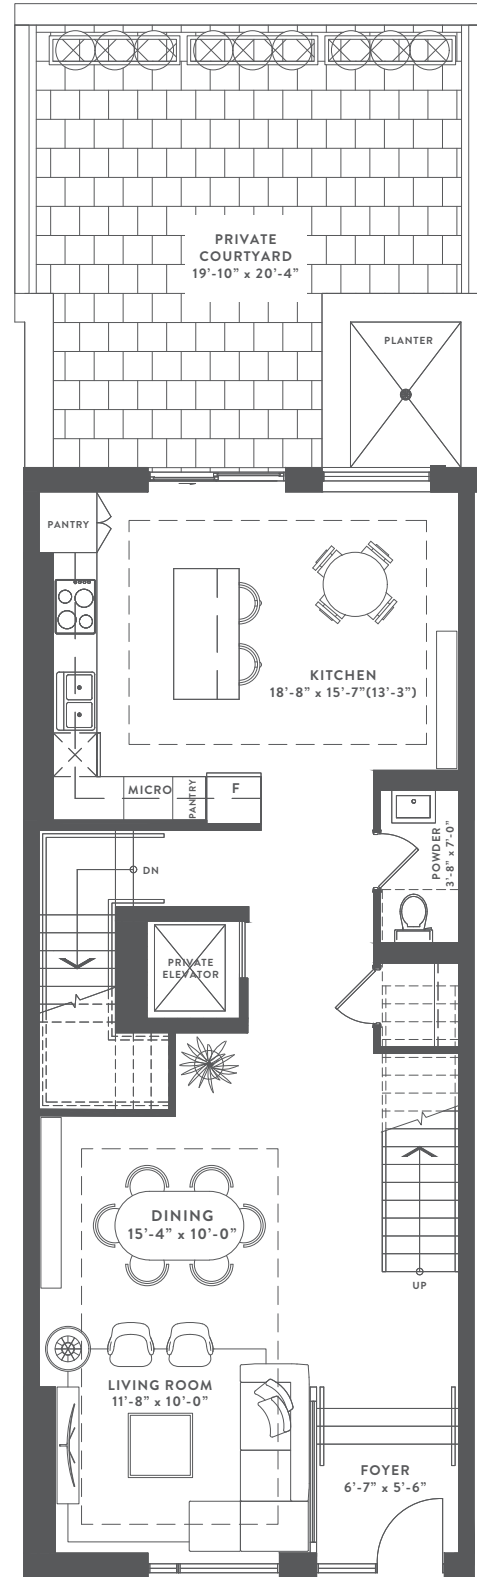 PRIVATE
COURTYARD
19'-10" x 20'-4"
PLANTER
PANTRY
KITCHEN
18'-8" x 15'-7"(13'-3")
MICRO
PANTRY
F
POWDER
3'-8" x 7'-0"
DN
PRIVATE
ELEVATOR
DINING
15'-4" x 10'-0"
UP
LIVING ROOM
11'-8" x 10'-0"
FOYER
6'-7" x 5'-6"